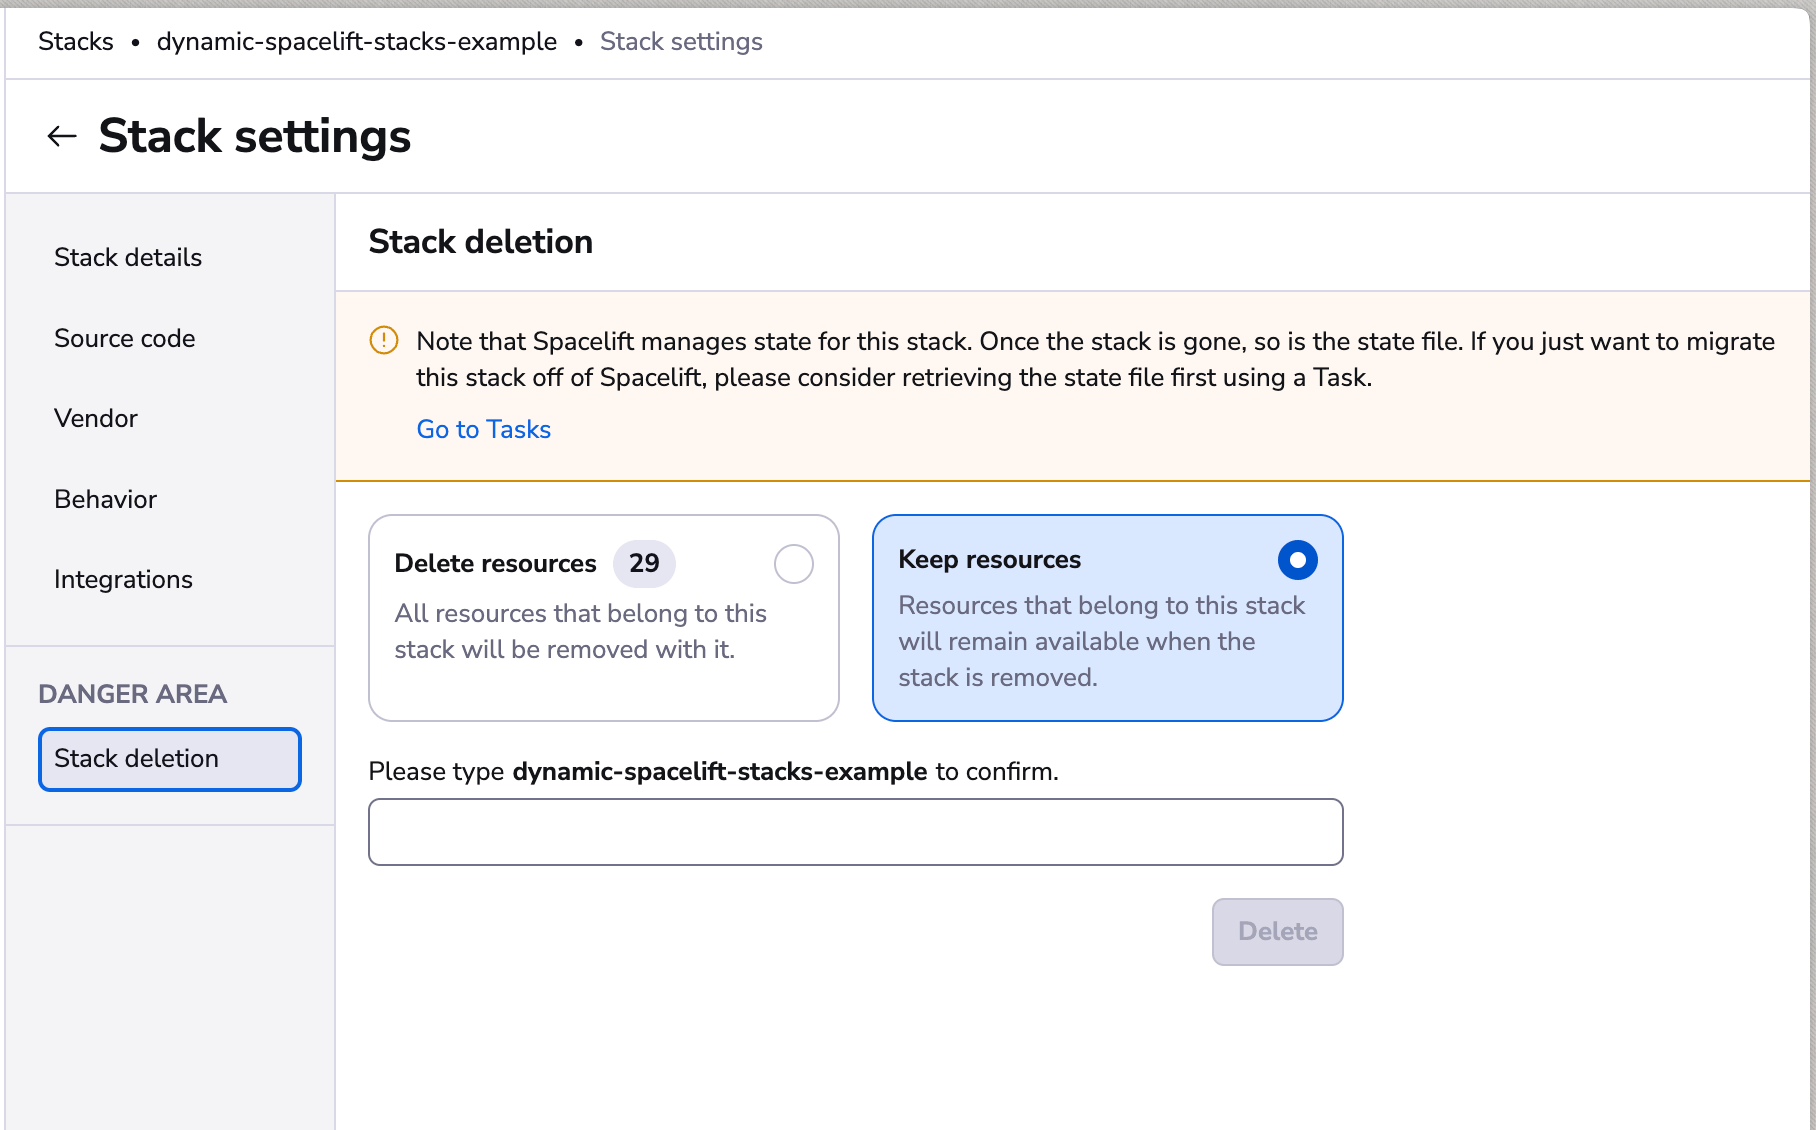 Stacks • dynamic-spacelift-stacks-example • Stack settings
← Stack settings
Stack details
Source code
Vendor
Behavior
Integrations
DANGER AREA
Stack deletion
Stack deletion
Note that Spacelift manages state for this stack. Once the stack is gone, so is the state file. If you just want to migrate
this stack off of Spacelift, please consider retrieving the state file first using a Task.
Go to Tasks
Delete resources 29
All resources that belong to this
stack will be removed with it.
Keep resources
Resources that belong to this stack
will remain available when the
stack is removed.
Please type dynamic-spacelift-stacks-example to confirm.
Delete